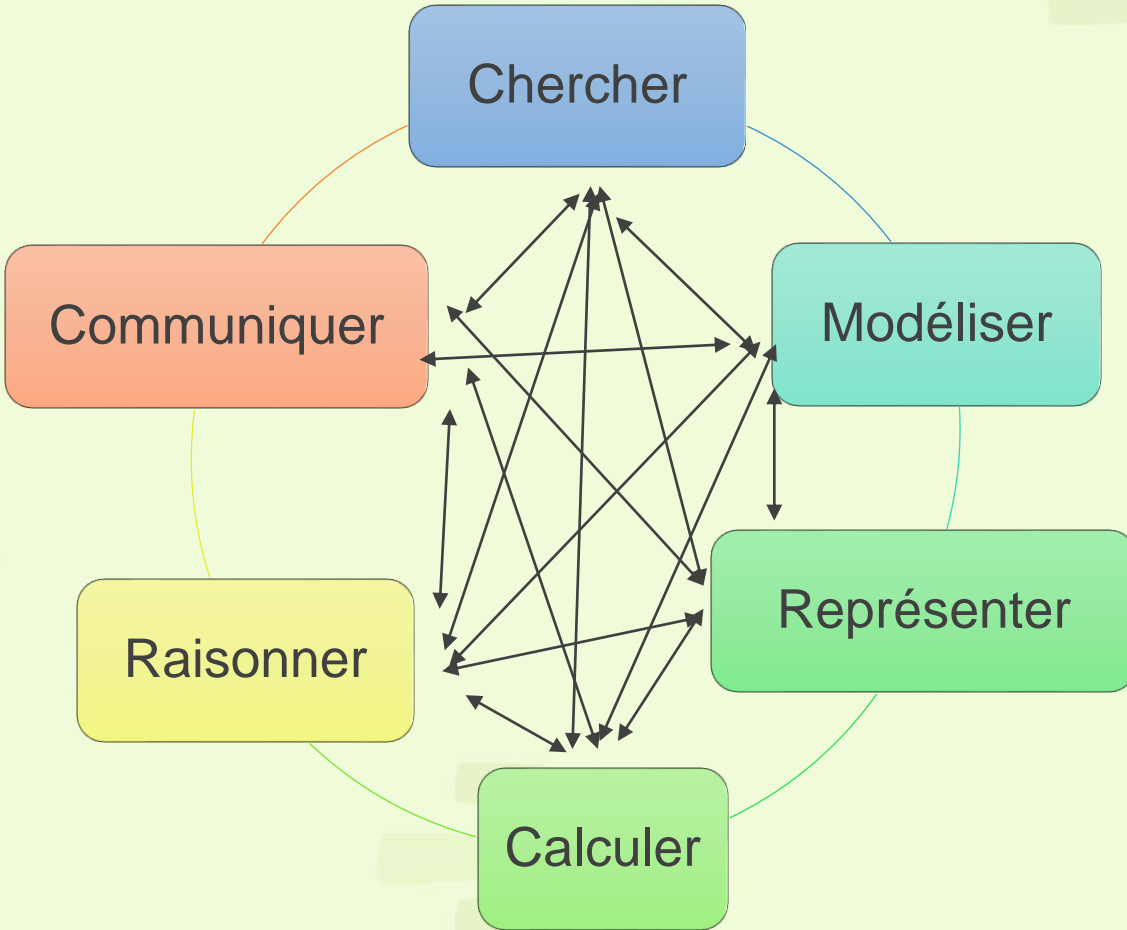 Chercher
Communiquer
Modéliser
Représenter
Raisonner
Calculer